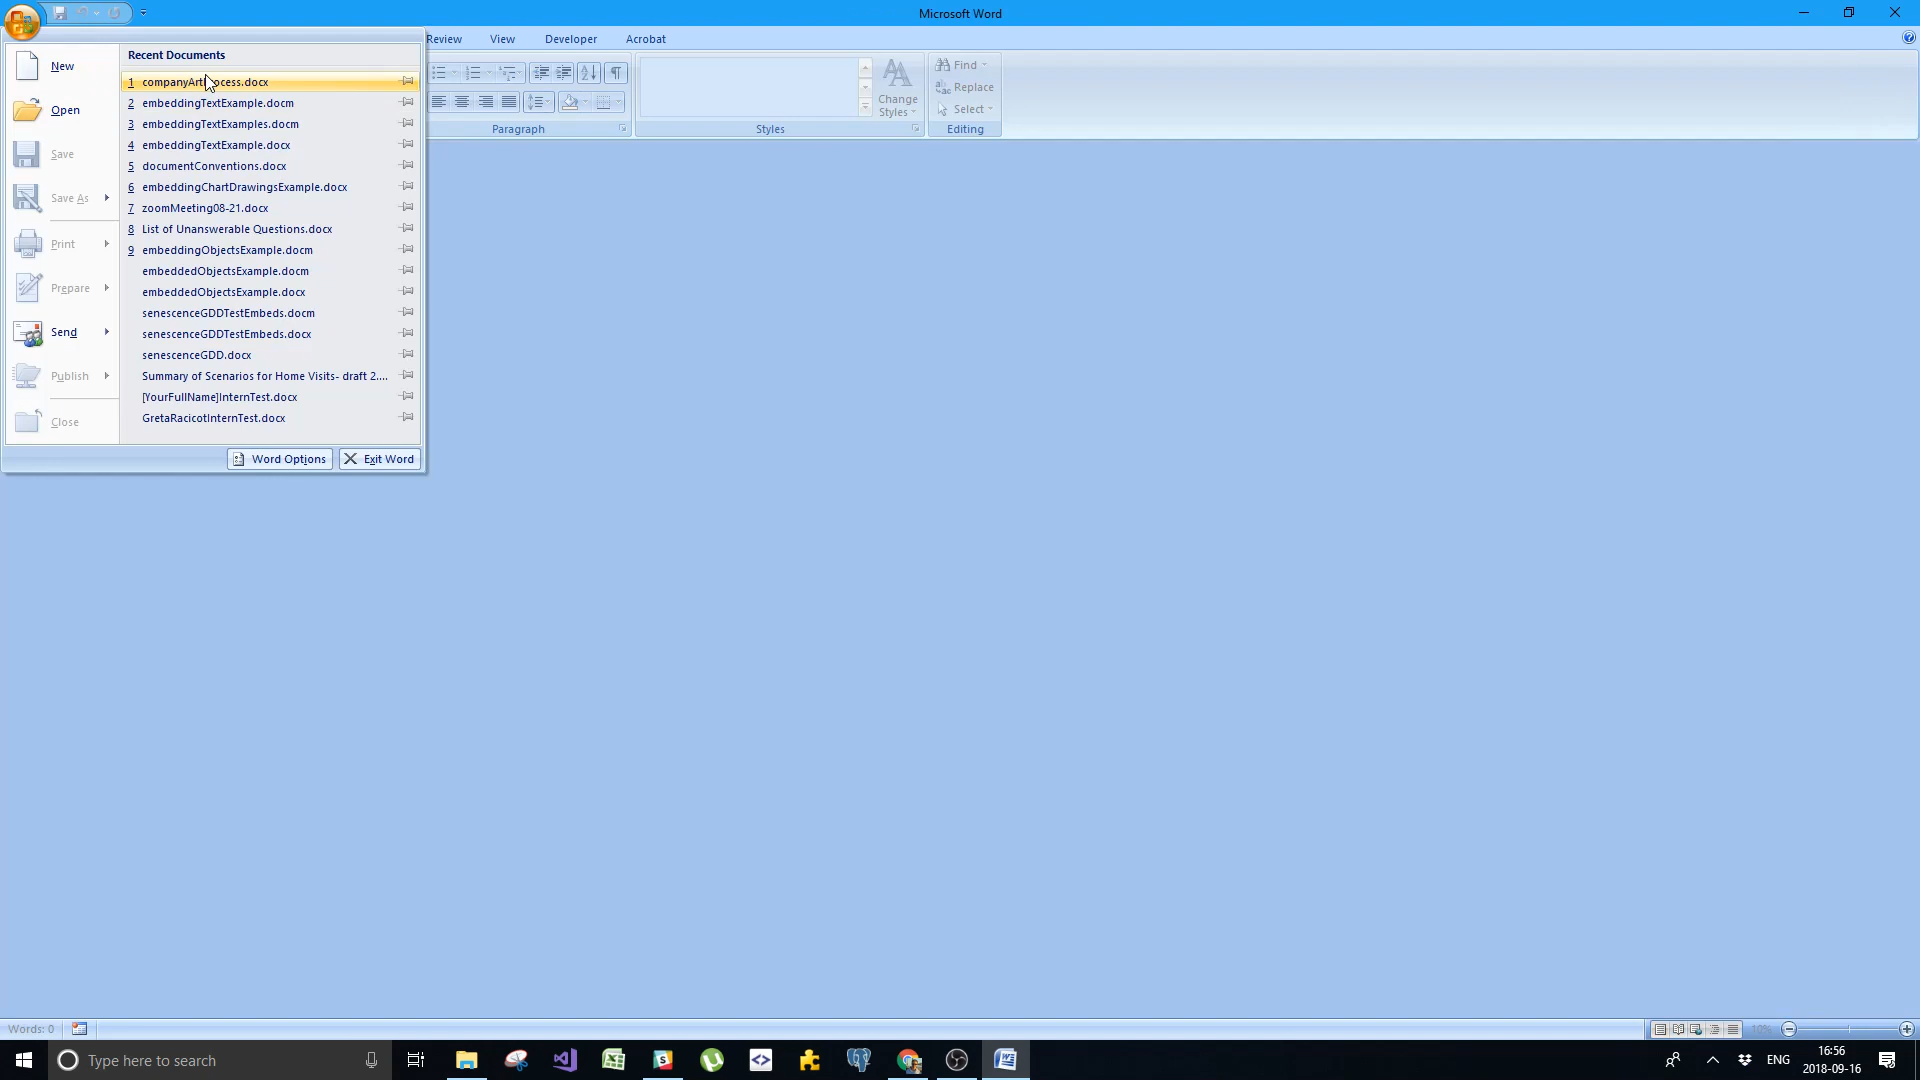 Microsoft Word
Review View Developer Acrobat
Recent Documents
New
Open
Save
Save As
Print
Prepare
Send
Publish
Close
1 companyArt ocess.docx
2 embeddingTextExample.docm
3 embeddingTextExamples.docm
4 embeddingTextExample.docx
5 documentConventions.docx
6 embeddingChartDrawingsExample.docx
7 zoomMeeting08-21.docx
8 List of Unanswerable Questions.docx
9 embeddingObjectsExample.docm
embeddedObjectsExample.docm
embeddedObjectsExample.docx
senescenceGDDTestEmbeds.docm
senescenceGDDTestEmbeds.docx
senescenceGDD.docx
Summary of Scenarios for Home Visits- draft 2....
[YourFullName]InternTest.docx
GretaRacicotInternTest.docx
Word Options Exit Word
Paragraph
Change
Styles
Styles
Find
Replace
Select
Editing
Words: 0
10%
Type here to search
ENG
16:56
2018-09-16